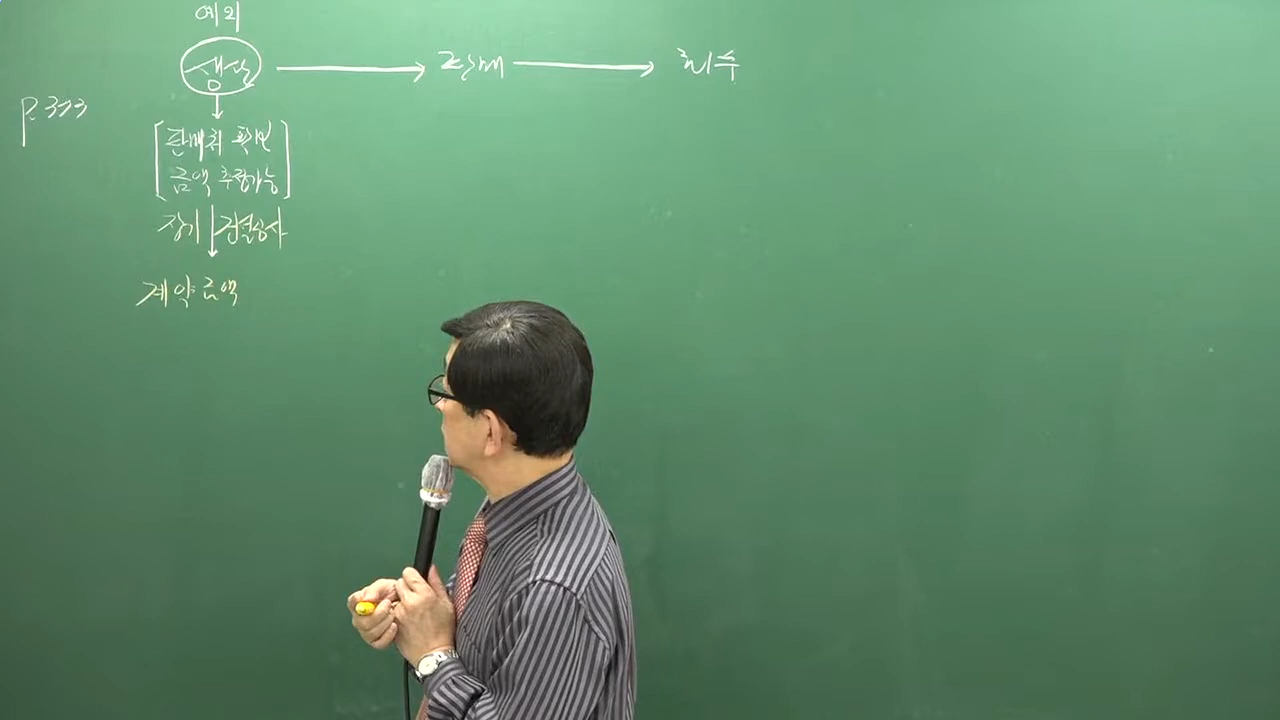 예외
생산 → 판매 → 회수
p.373
판매처 확인
금액 추정가능
장기 건설공사
계약금액